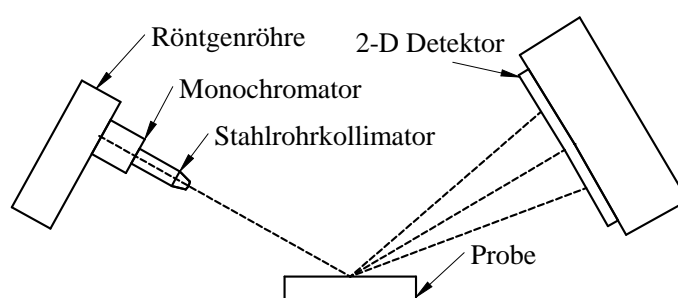 Röntgenröhre
2-D Detektor
Monochromator
Stahlrohrkollimator
Probe